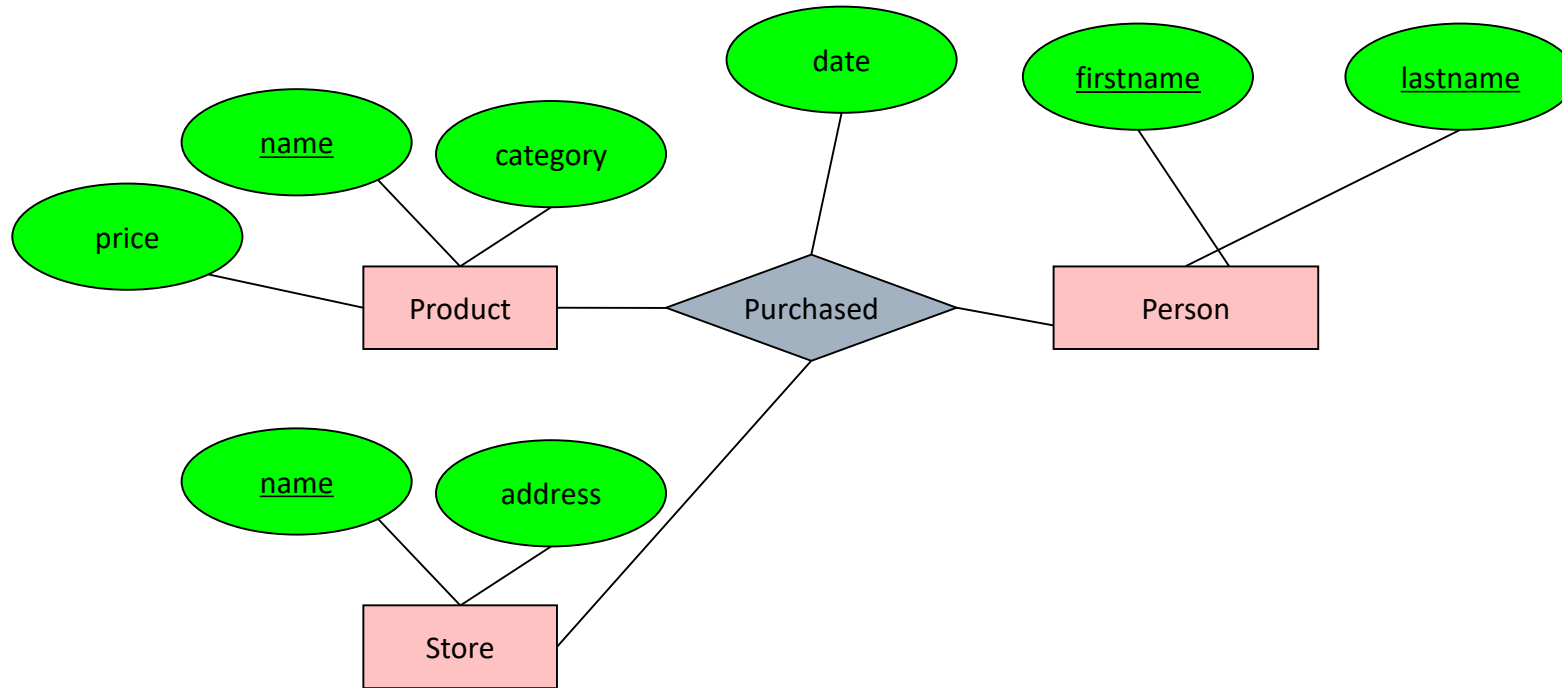 date
firstname
lastname
name
category
price
Product
Purchased
Person
name
address
Store